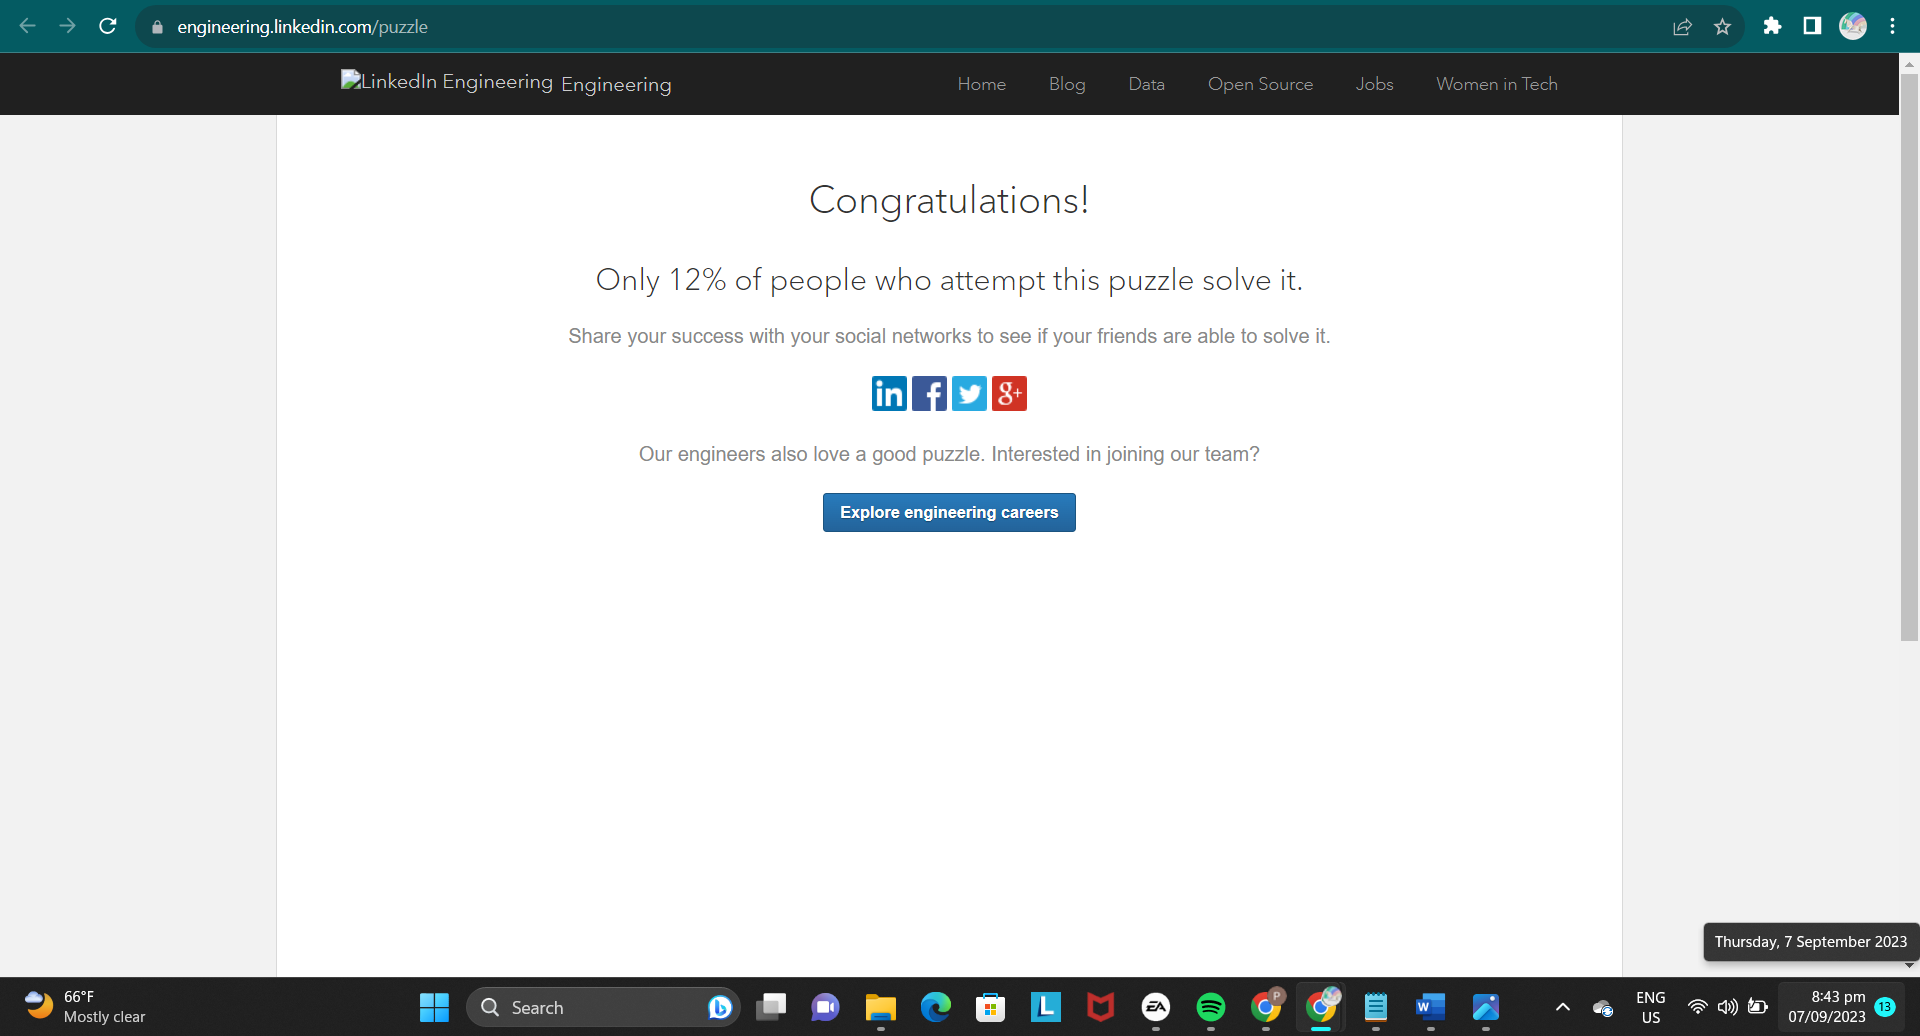 engineering.linkedin.com/puzzle
LinkedIn Engineering Engineering
Home Blog Data Open Source Jobs Women in Tech
Congratulations!
Only 12% of people who attempt this puzzle solve it.
Share your success with your social networks to see if your friends are able to solve it.
in f g+
Our engineers also love a good puzzle. Interested in joining our team?
Explore engineering careers
Thursday, 7 September 2023
66°F
Mostly clear
Search
L
EA
P
W
ENG
US
8:43 pm
07/09/2023
13